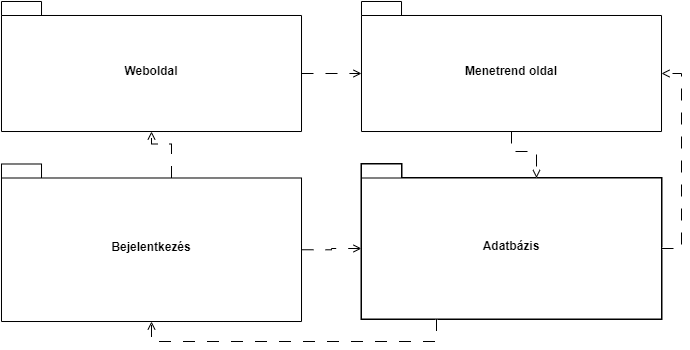 Weboldal
Menetrend oldal
Bejelentkezés
Adatbázis